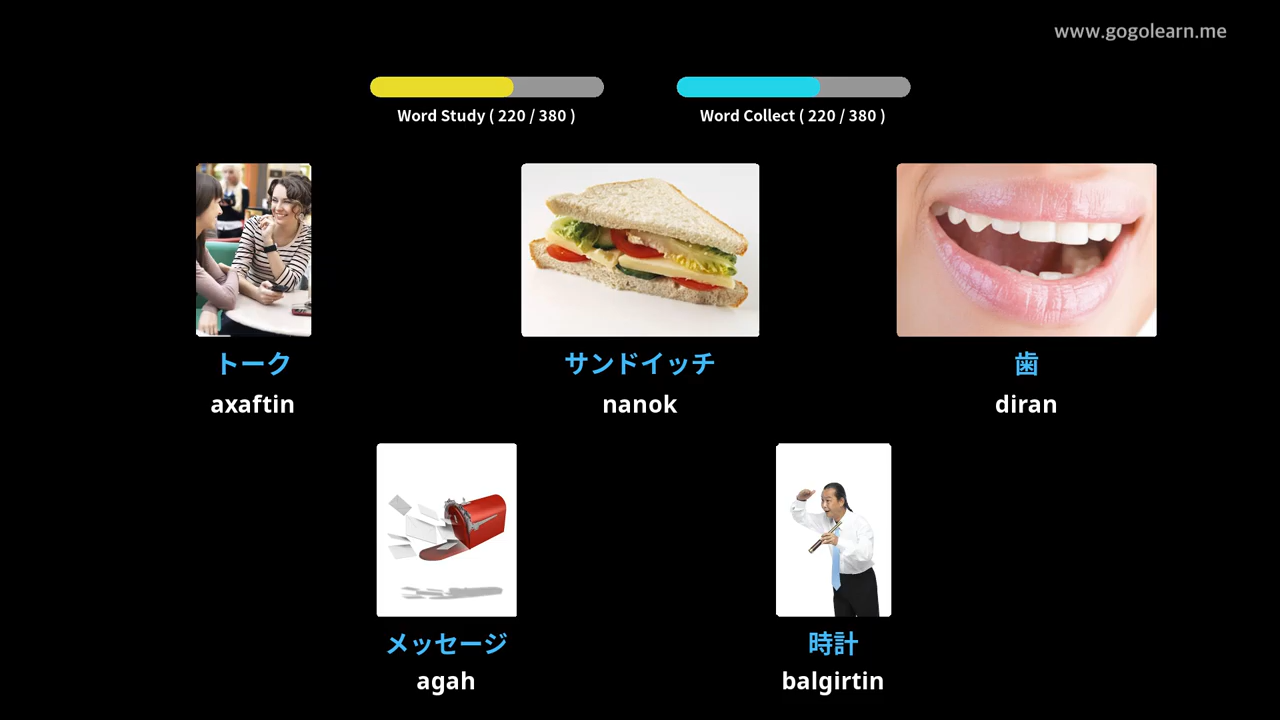 www.gogolearn.me
Word Study ( 220 / 380 )
Word Collect ( 220 / 380 )
トーク
axaftin
サンドイッチ
nanok
歯
diran
メッセージ
agah
時計
balgirtin